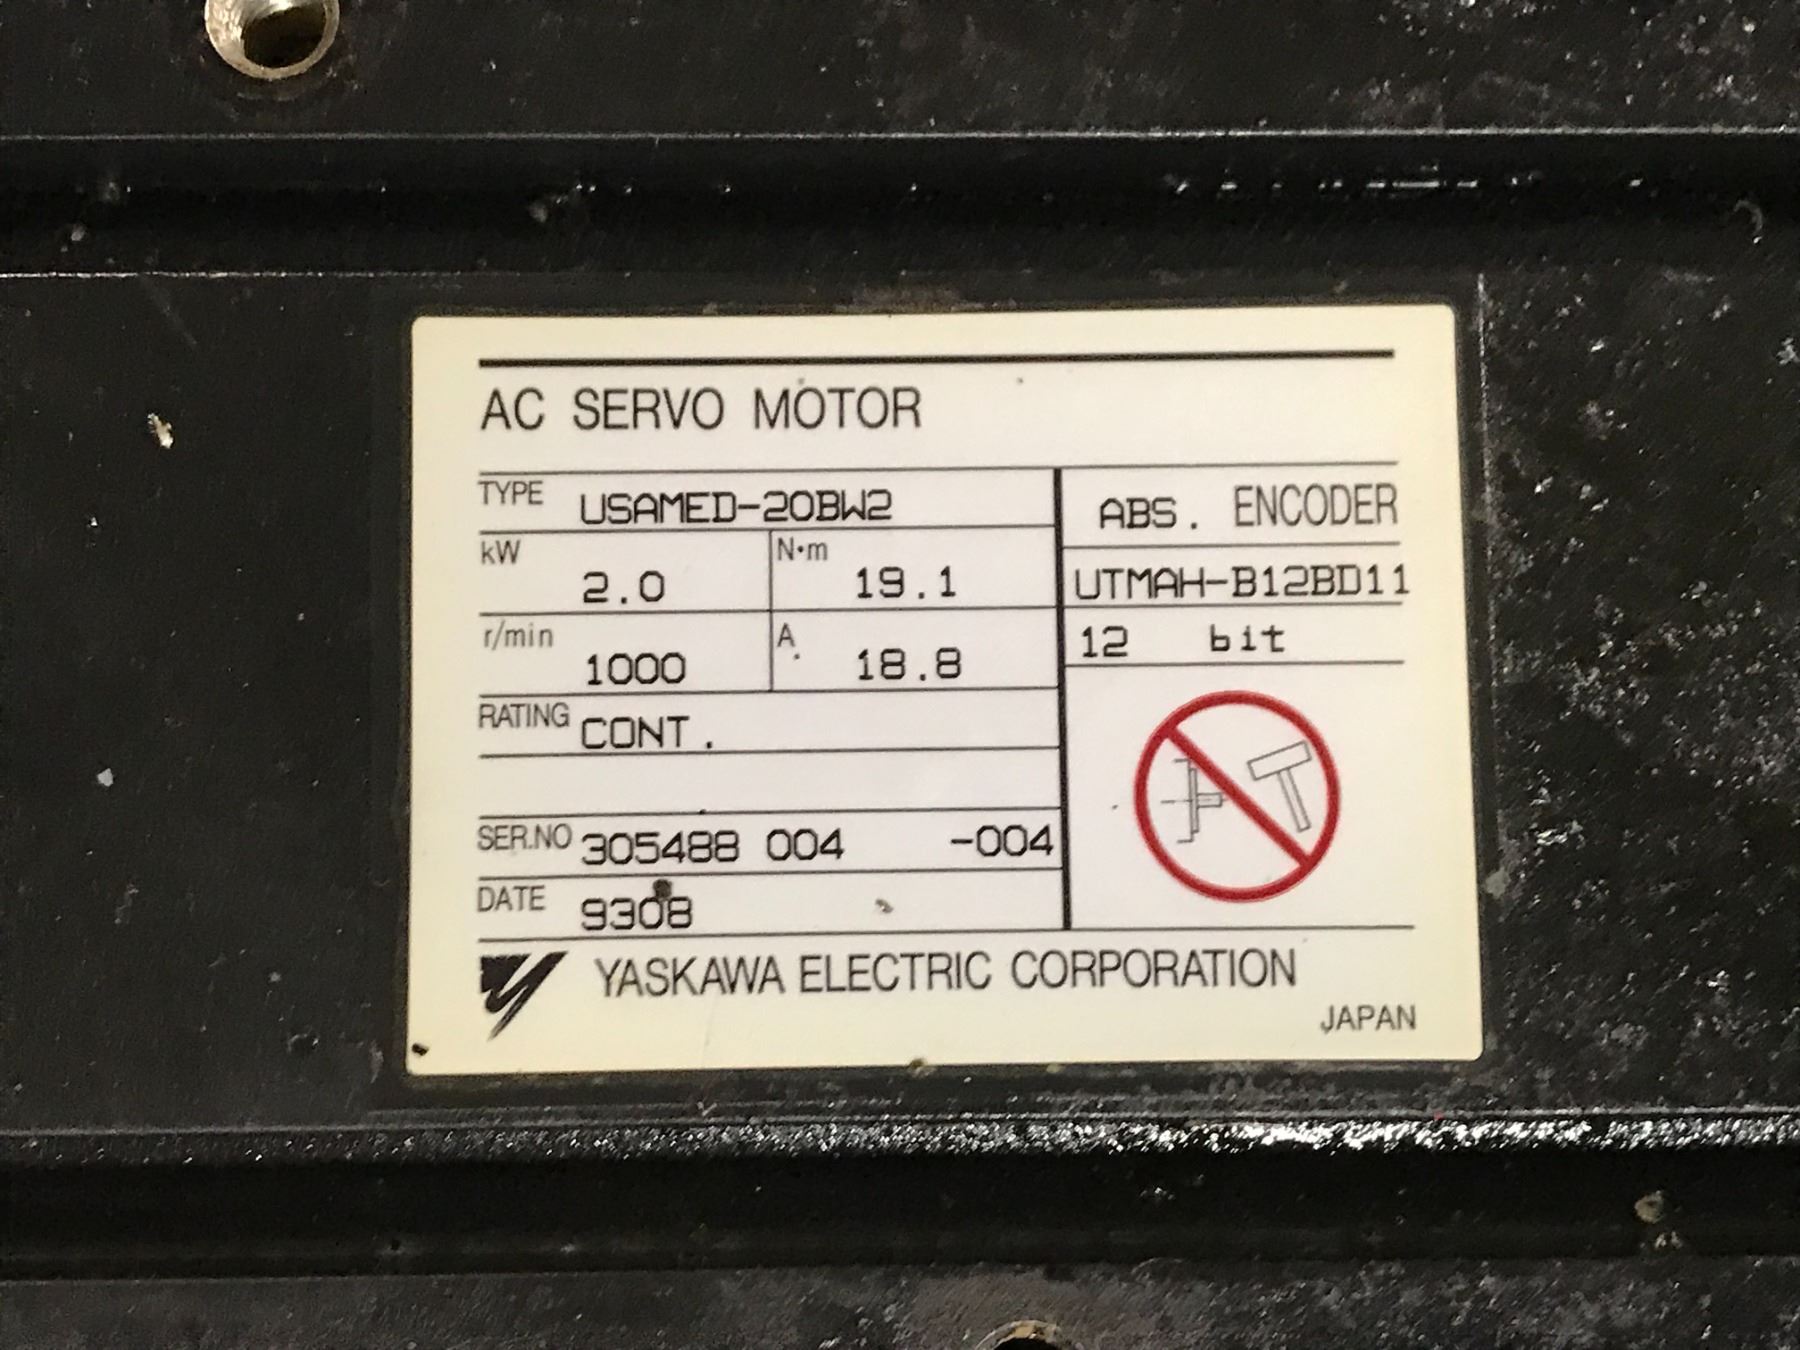 AC SERVO MOTOR
TYPE USAMED-20BW2
ABS. ENCODER
kW 2.0 N·m 19.1
UTMAH-B12BD11
r/min 1000 A 18.8
12 bit
RATING CONT.
SER.NO 305488 004 -004
DATE 9308
YASKAWA ELECTRIC CORPORATION
JAPAN